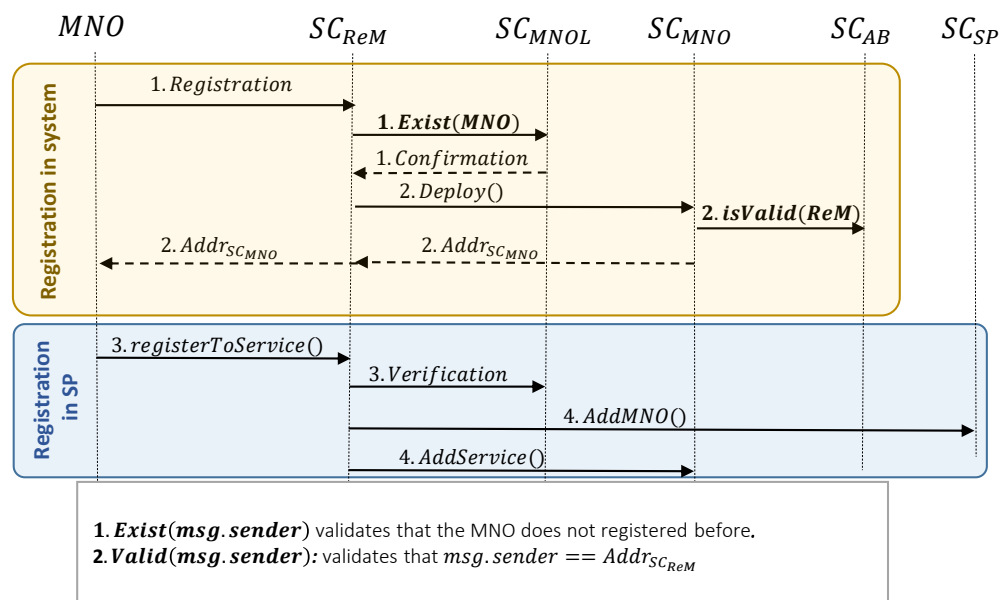 MNO SC_ReM SC_MNOL SC_MNO SC_AB SC_SP
Registration in system
1. Registration
1. Exist(MNO)
1. Confirmation
2. Deploy()
2. isValid(ReM)
2. Addr_SC_MNO 2. Addr_SC_MNO
Registration
in SP
3. registerToService()
3. Verification
4. AddMNO()
4. AddService()
1. Exist(msg.sender) validates that the MNO does not registered before.
2. Valid(msg.sender): validates that msg.sender == Addr_SC_ReM